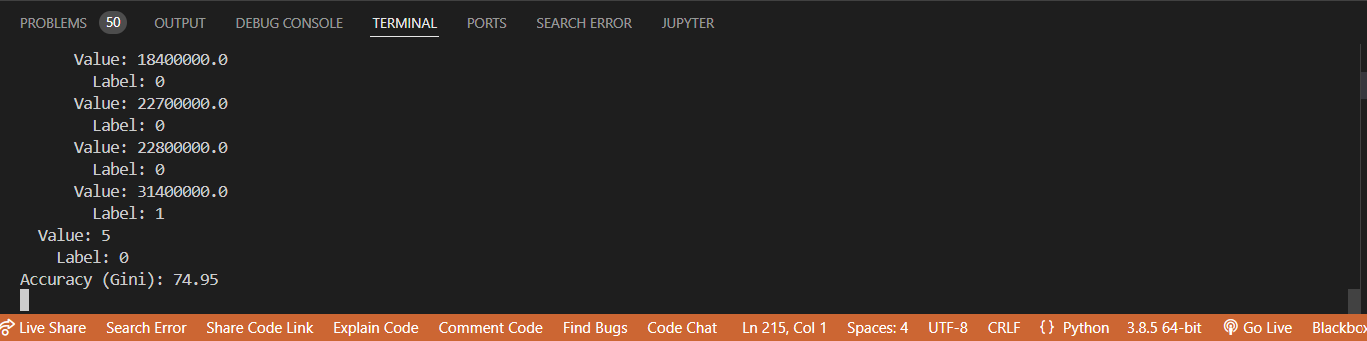 PROBLEMS 50 OUTPUT DEBUG CONSOLE TERMINAL PORTS SEARCH ERROR JUPYTER
Value: 18400000.0
Label: 0
Value: 22700000.0
Label: 0
Value: 22800000.0
Label: 0
Value: 31400000.0
Label: 1
Value: 5
Label: 0
Accuracy (Gini): 74.95
Live Share Search Error Share Code Link Explain Code Comment Code Find Bugs Code Chat Ln 215, Col 1 Spaces: 4 UTF-8 CRLF {} Python 3.8.5 64-bit Go Live Blackbox